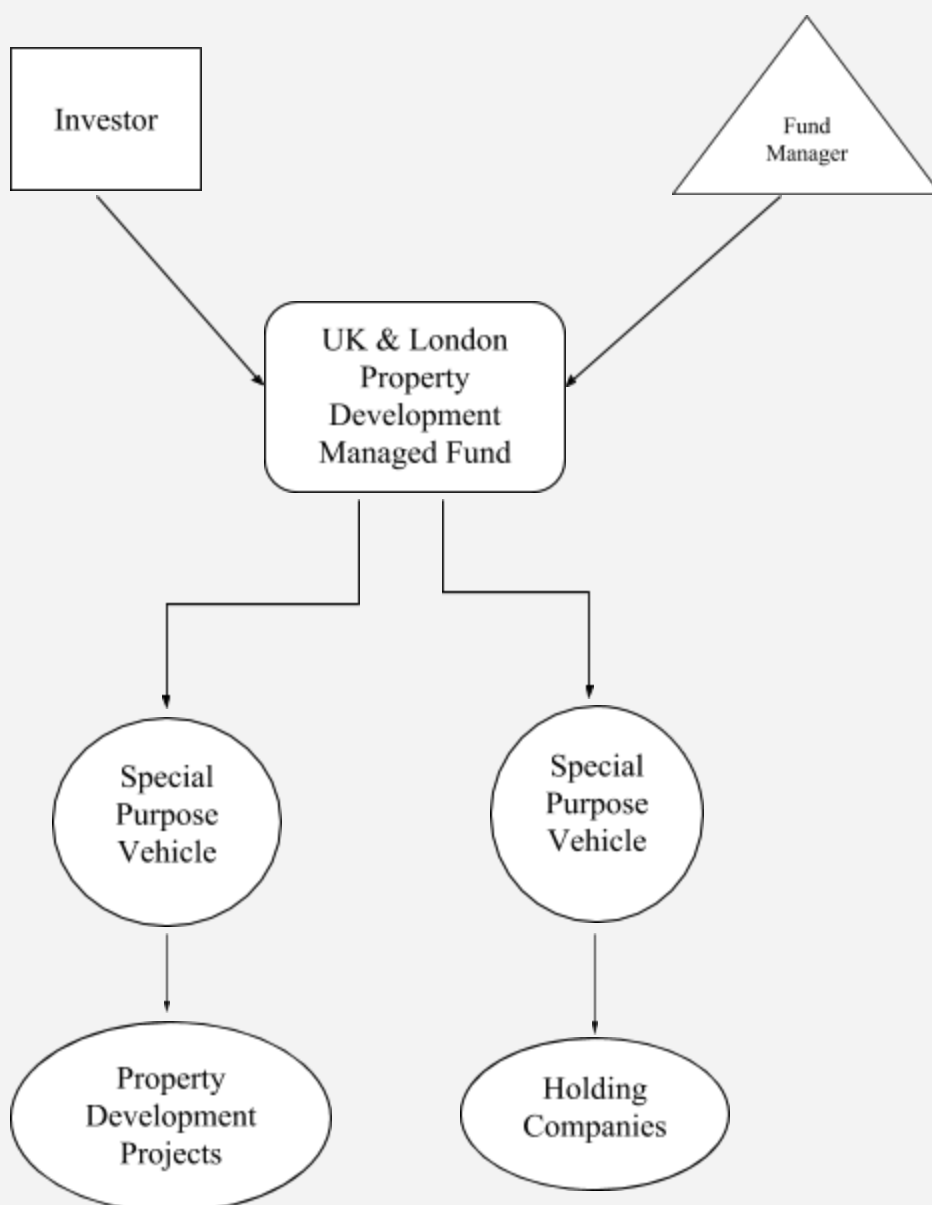 Investor
Fund
Manager
UK & London
Property
Development
Managed Fund
Special
Purpose
Vehicle
Special
Purpose
Vehicle
Property
Development
Projects
Holding
Companies